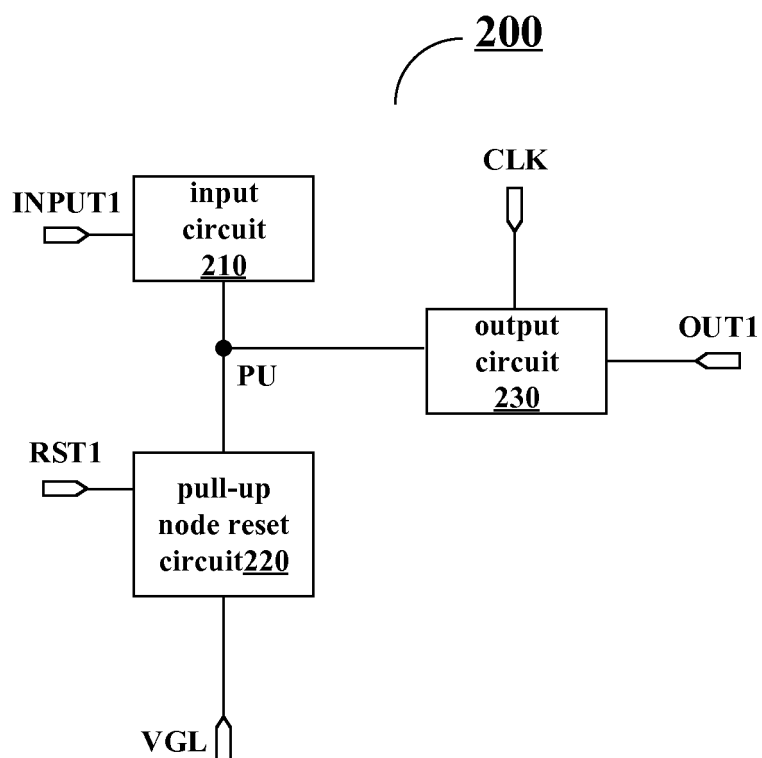 200
CLK
INPUT1
input
circuit
210
OUT1
output
circuit
230
PU
RST1
pull-up
node reset
circuit220
VGL